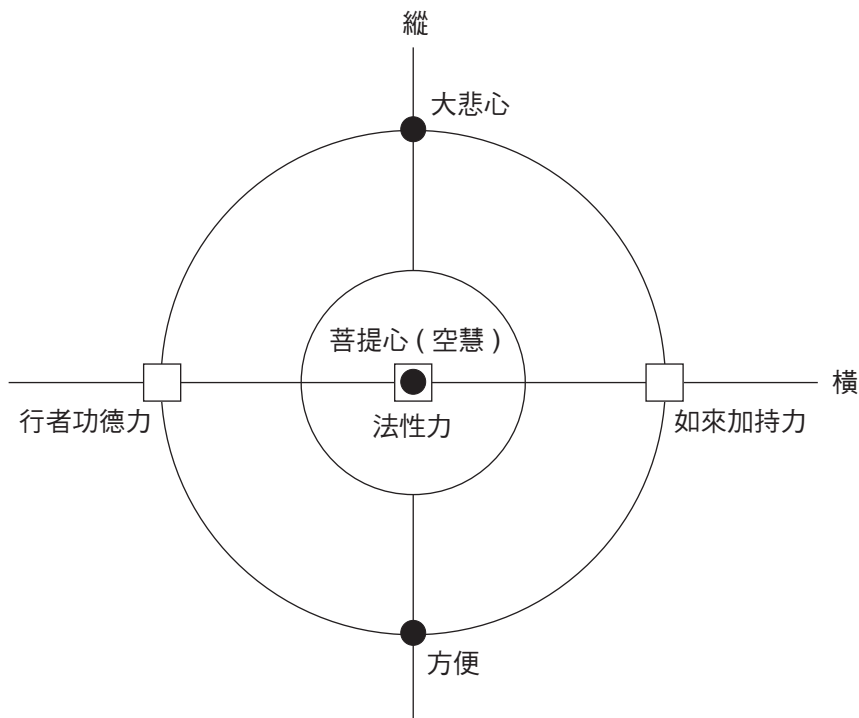 縱
大悲心
菩提心 ( 空慧 )
橫
行者功德力
法性力
如來加持力
方便